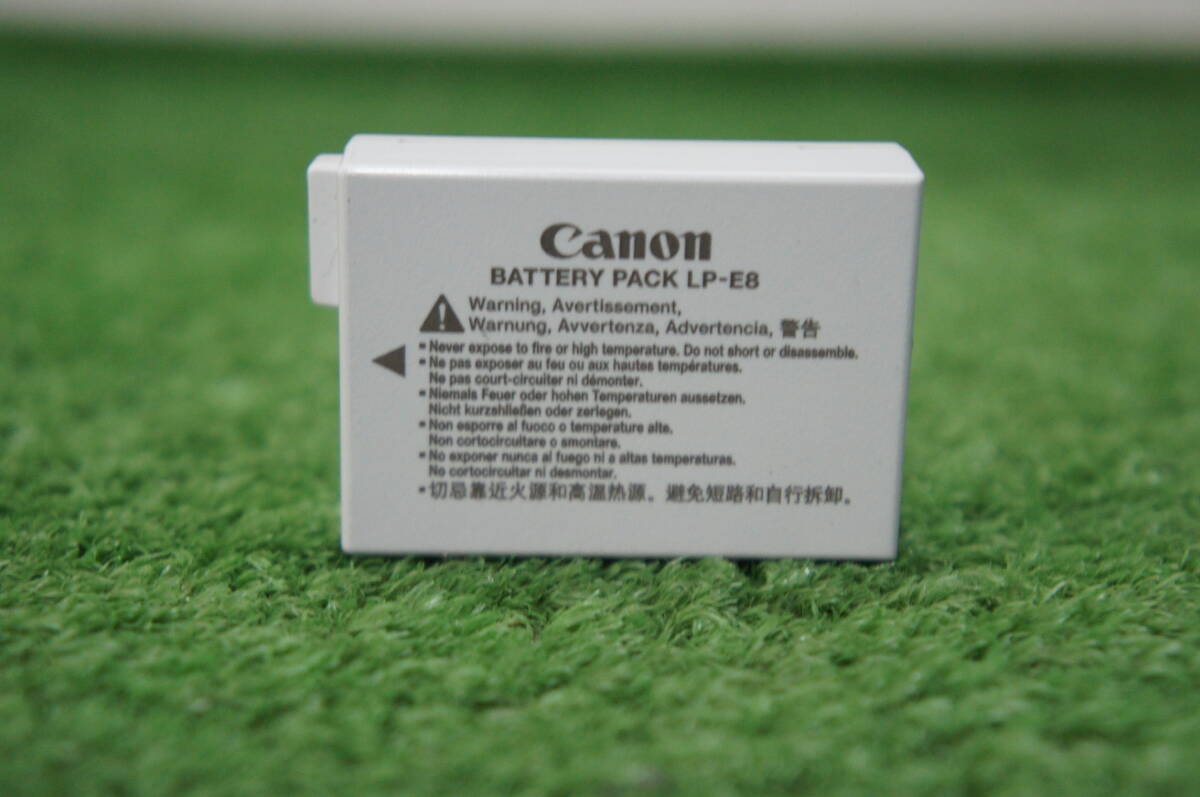 Canon
BATTERY PACK LP-E8
Warning, Avertissement,
Warnung, Avvertenza, Advertencia, 警告
▪Never expose to fire or high temperature. Do not short or disassemble.
▪Ne pas exposer au feu ou aux hautes températures.
Ne pas court-circuiter ni démonter.
▪Niemals Feuer oder hohen Temperaturen aussetzen.
Nicht kurzshließen oder zerlegen.
▪Non esporre al fuoco o temperature alte.
Non cortocircuitare o smontare.
▪No exponer nunca al fuego ni a altas temperaturas.
No cortocircuitar ni desmontar.
▪切忌靠近火源和高温热源。避免短路和自行拆卸。